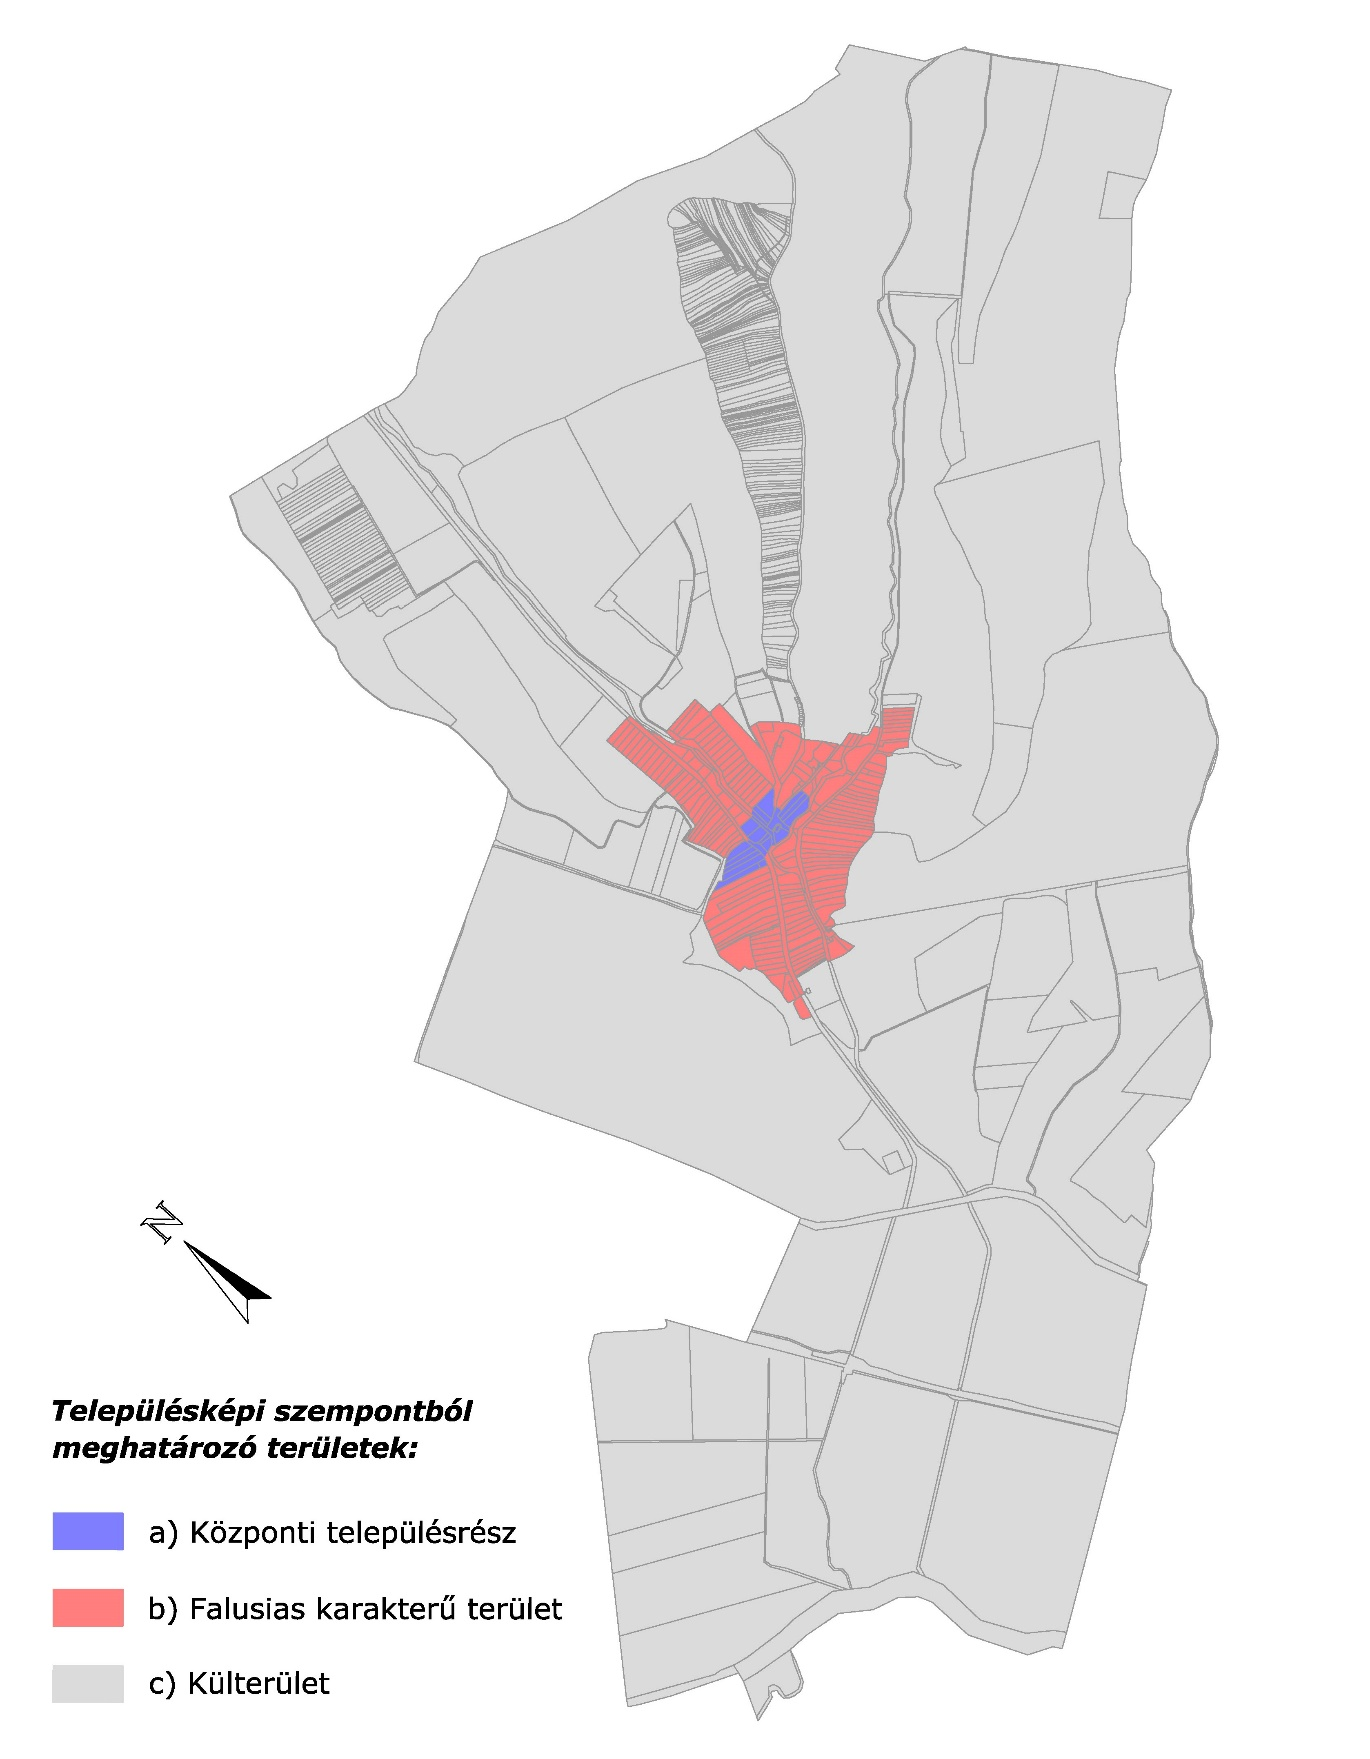 N
Településképi szempontból
meghatározó területek:
a) Központi településrész
b) Falusias karakterű terület
c) Külterület